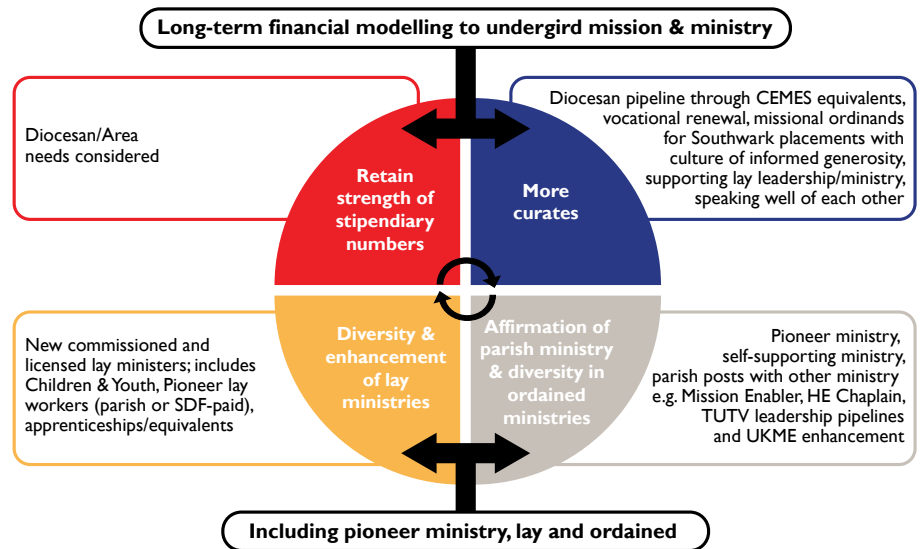 Long-term financial modelling to undergird mission & ministry
Diocesan/Area
needs considered
Retain
strength of
stipendiary
numbers
More
curates
Diocesan pipeline through CEMES equivalents,
vocational renewal, missional ordinands
for Southwark placements with
culture of informed generosity,
supporting lay leadership/ministry,
speaking well of each other
New commissioned and
licensed lay ministers; includes
Children & Youth, Pioneer lay
workers (parish or SDF-paid),
apprenticeships/equivalents
Diversity &
enhancement
of lay
ministries
Affirmation of
parish ministry
& diversity in
ordained
ministries
Pioneer ministry,
self-supporting ministry,
parish posts with other ministry
e.g. Mission Enabler, HE Chaplain,
TUTV leadership pipelines
and UKME enhancement
Including pioneer ministry, lay and ordained